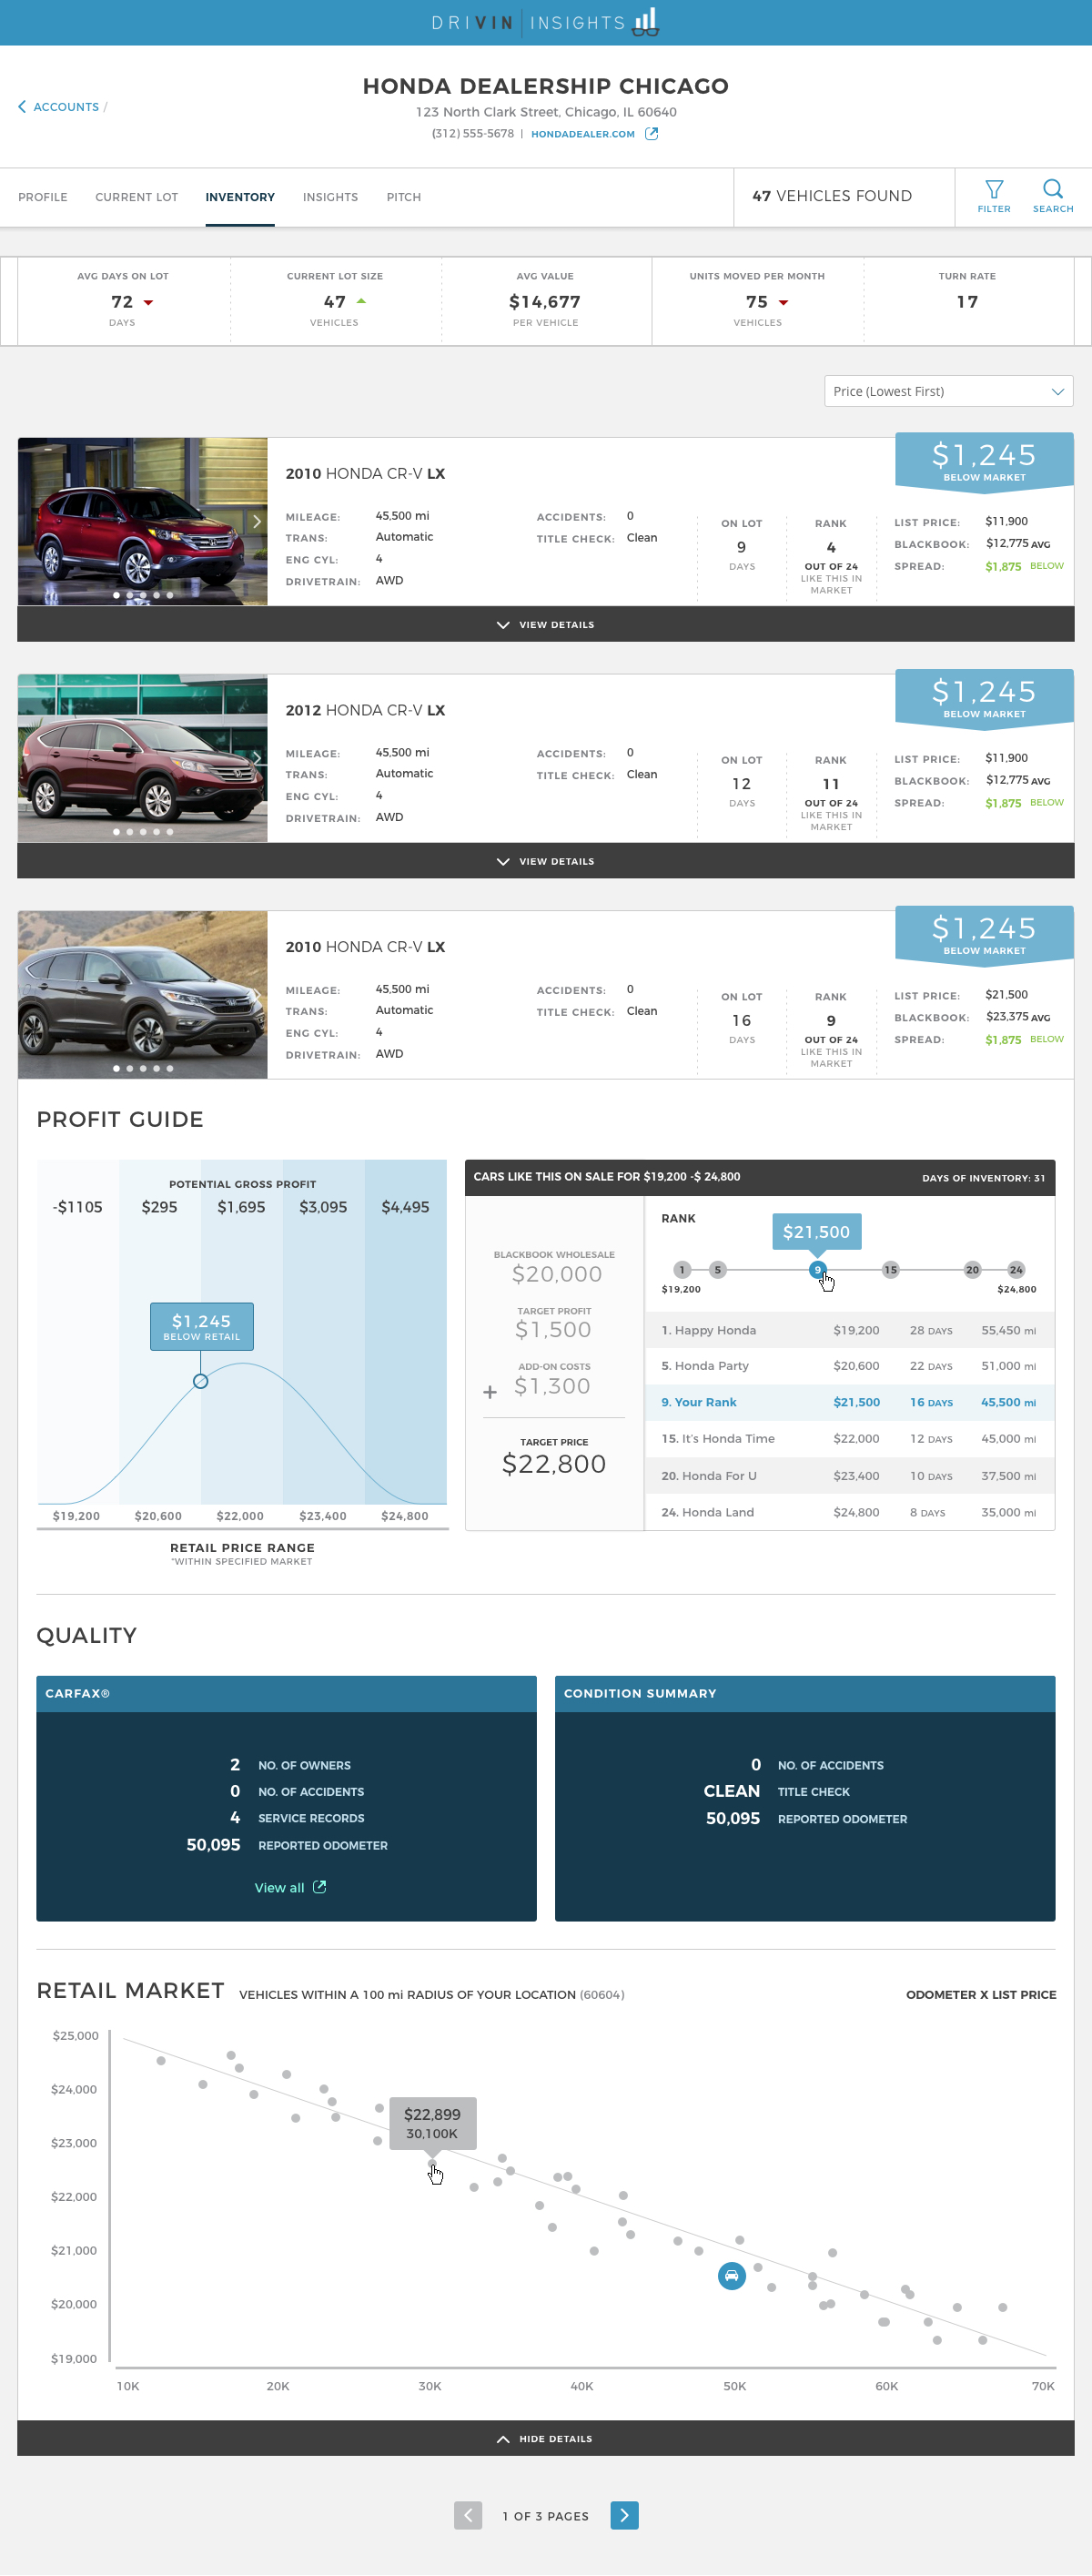 DRIVIN | INSIGHTS
HONDA DEALERSHIP CHICAGO
ACCOUNTS /
123 North Clark Street, Chicago, IL 60640
(312) 555-5678 | HONDADEALER.COM
PROFILE CURRENT LOT INVENTORY INSIGHTS PITCH
47 VEHICLES FOUND
FILTER SEARCH
AVG DAYS ON LOT CURRENT LOT SIZE AVG VALUE UNITS MOVED PER MONTH TURN RATE
72 47 $14,677 75 17
DAYS VEHICLES PER VEHICLE VEHICLES
Price (Lowest First)
$1,245
BELOW MARKET
2010 HONDA CR-V LX
MILEAGE: 45,500 mi
TRANS: Automatic
ENG CYL: 4
DRIVETRAIN: AWD
ACCIDENTS: 0
TITLE CHECK: Clean
ON LOT
9
DAYS
RANK
4
OUT OF 24
LIKE THIS IN
MARKET
LIST PRICE: $11,900
BLACKBOOK: $12,775 AVG
SPREAD: $1,875 BELOW
VIEW DETAILS
$1,245
BELOW MARKET
2012 HONDA CR-V LX
MILEAGE: 45,500 mi
TRANS: Automatic
ENG CYL: 4
DRIVETRAIN: AWD
ACCIDENTS: 0
TITLE CHECK: Clean
ON LOT
12
DAYS
RANK
11
OUT OF 24
LIKE THIS IN
MARKET
LIST PRICE: $11,900
BLACKBOOK: $12,775 AVG
SPREAD: $1,875 BELOW
VIEW DETAILS
$1,245
BELOW MARKET
2010 HONDA CR-V LX
MILEAGE: 45,500 mi
TRANS: Automatic
ENG CYL: 4
DRIVETRAIN: AWD
ACCIDENTS: 0
TITLE CHECK: Clean
ON LOT
16
DAYS
RANK
9
OUT OF 24
LIKE THIS IN
MARKET
LIST PRICE: $21,500
BLACKBOOK: $23,375 AVG
SPREAD: $1,875 BELOW
PROFIT GUIDE
POTENTIAL GROSS PROFIT
-$1105 $295 $1,695 $3,095 $4,495
$1,245
BELOW RETAIL
$19,200 $20,600 $22,000 $23,400 $24,800
RETAIL PRICE RANGE
*WITHIN SPECIFIED MARKET
CARS LIKE THIS ON SALE FOR $19,200 -$ 24,800 DAYS OF INVENTORY: 31
BLACKBOOK WHOLESALE
$20,000
TARGET PROFIT
$1,500
ADD-ON COSTS
+ $1,300
TARGET PRICE
$22,800
RANK
$21,500
1 5 9 15 20 24
$19,200 $24,800
1. Happy Honda $19,200 28 DAYS 55,450 mi
5. Honda Party $20,600 22 DAYS 51,000 mi
9. Your Rank $21,500 16 DAYS 45,500 mi
15. It's Honda Time $22,000 12 DAYS 45,000 mi
20. Honda For U $23,400 10 DAYS 37,500 mi
24. Honda Land $24,800 8 DAYS 35,000 mi
QUALITY
CARFAX®
2 NO. OF OWNERS
0 NO. OF ACCIDENTS
4 SERVICE RECORDS
50,095 REPORTED ODOMETER
View all
CONDITION SUMMARY
0 NO. OF ACCIDENTS
CLEAN TITLE CHECK
50,095 REPORTED ODOMETER
RETAIL MARKET VEHICLES WITHIN A 100 mi RADIUS OF YOUR LOCATION (60604) ODOMETER X LIST PRICE
$25,000
$24,000
$23,000
$22,000
$21,000
$20,000
$19,000
$22,899
30,100K
10K 20K 30K 40K 50K 60K 70K
HIDE DETAILS
1 OF 3 PAGES